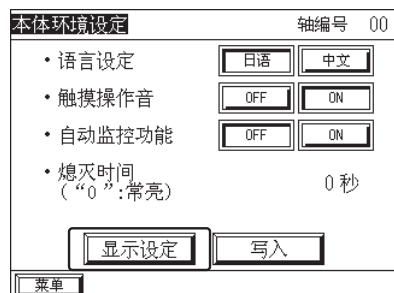 本体环境设定 轴编号 00
・语言设定 日语 中文
・触摸操作音 OFF ON
・自动监控功能 OFF ON
・熄灭时间
(“0”:常亮) 0 秒
显示设定 写入
菜单